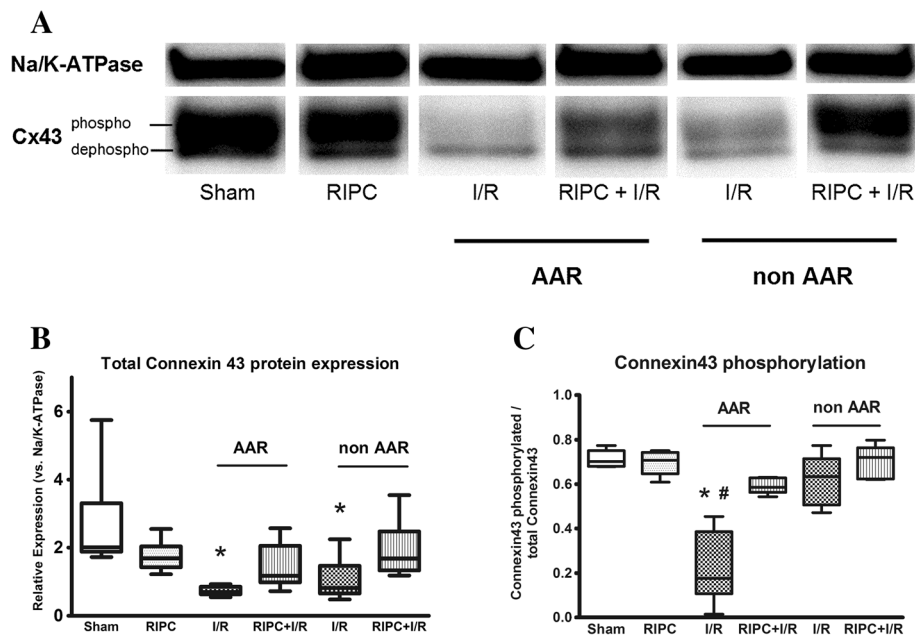 A
Na/K-ATPase
Cx43
phospho
dephospho
Sham RIPC I/R RIPC + I/R I/R RIPC + I/R
AAR non AAR
B
Total Connexin 43 protein expression
Relative Expression (vs. Na/K-ATPase)
6
4
2
0
AAR
non AAR
*
*
Sham RIPC I/R RIPC+I/R I/R RIPC+I/R
C
Connexin43 phosphorylation
Connexin43 phosphorylated /
total Connexin43
1.0
0.8
0.6
0.4
0.2
0.0
AAR
non AAR
* #
Sham RIPC I/R RIPC+I/R I/R RIPC+I/R